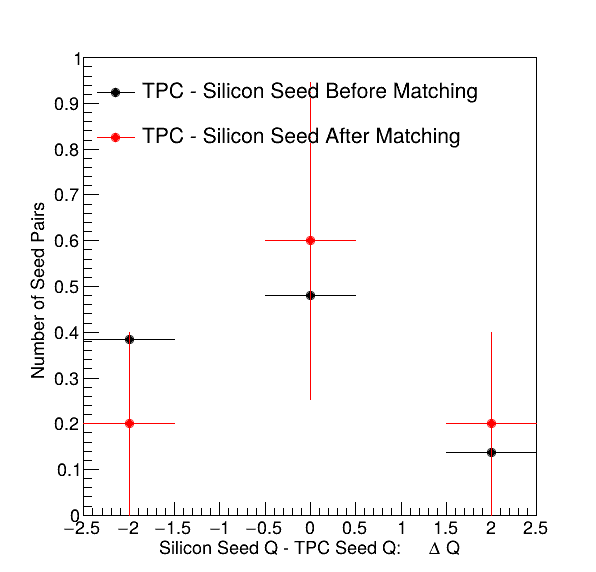 TPC - Silicon Seed Before Matching
TPC - Silicon Seed After Matching
Number of Seed Pairs
1
0.9
0.8
0.7
0.6
0.5
0.4
0.3
0.2
0.1
0
−2.5 −2 −1.5 −1 −0.5 0 0.5 1 1.5 2 2.5
Silicon Seed Q - TPC Seed Q: Δ Q